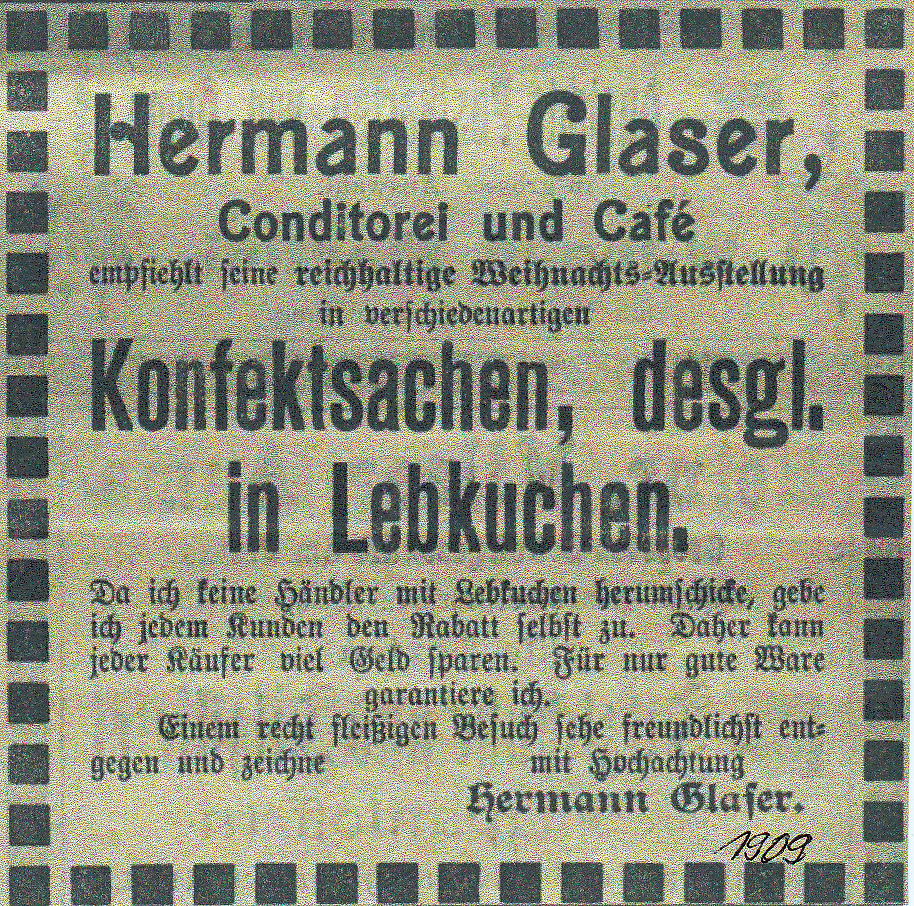 Hermann Glaser,
Conditorei und Café
empfiehlt seine reichhaltige Weihnachts-Ausstellung
in verschiedenartigen
Konfektsachen, desgl.
in Lebkuchen.
Da ich keine Händler mit Lebkuchen herumschicke, gebe
ich jedem Kunden den Rabatt selbst zu. Daher kann
jeder Käufer viel Geld sparen. Für nur gute Ware
garantiere ich.
Einem recht fleißigen Besuch sehe freundlichst ent-
gegen und zeichne mit Hochachtung
Hermann Glaser.
1909